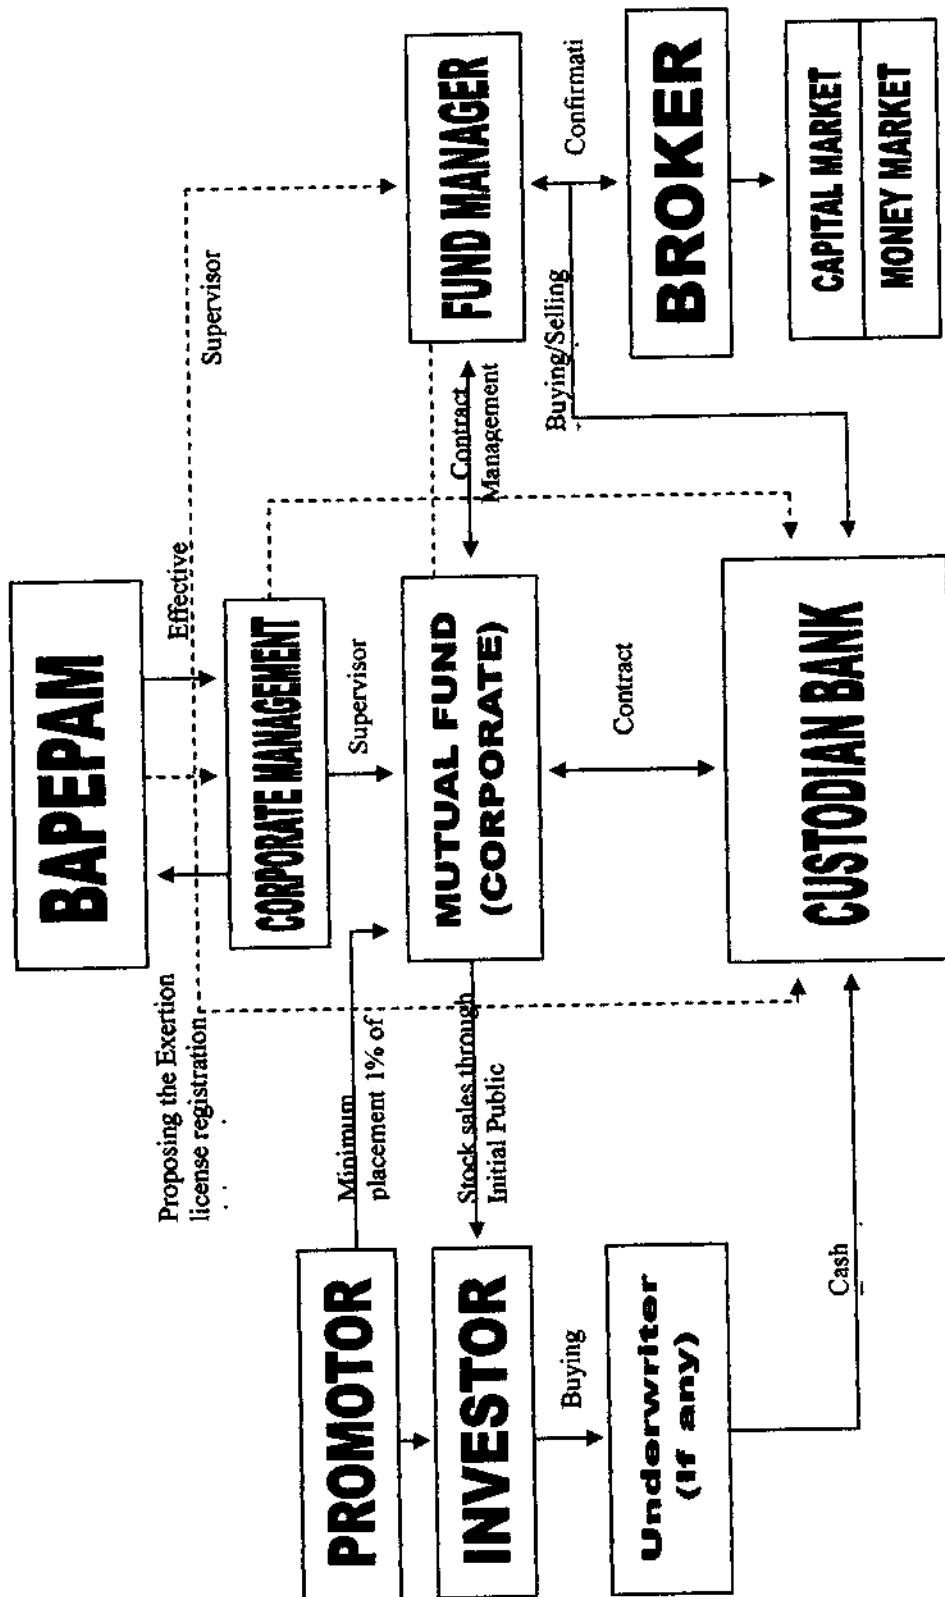 BAPEPAM
Proposing the Exertion
license registration
Effective
Supervisor
CORPORATE MANAGEMENT
PROMOTOR
Minimum
placement 1% of
Supervisor
MUTUAL FUND
(CORPORATE)
Contract
Management
FUND MANAGER
INVESTOR
Stock sales through
Initial Public
Confirmati
Buying/Selling
Buying
Contract
BROKER
Underwriter
(If any)
Cash
CUSTODIAN BANK
CAPITAL MARKET
MONEY MARKET